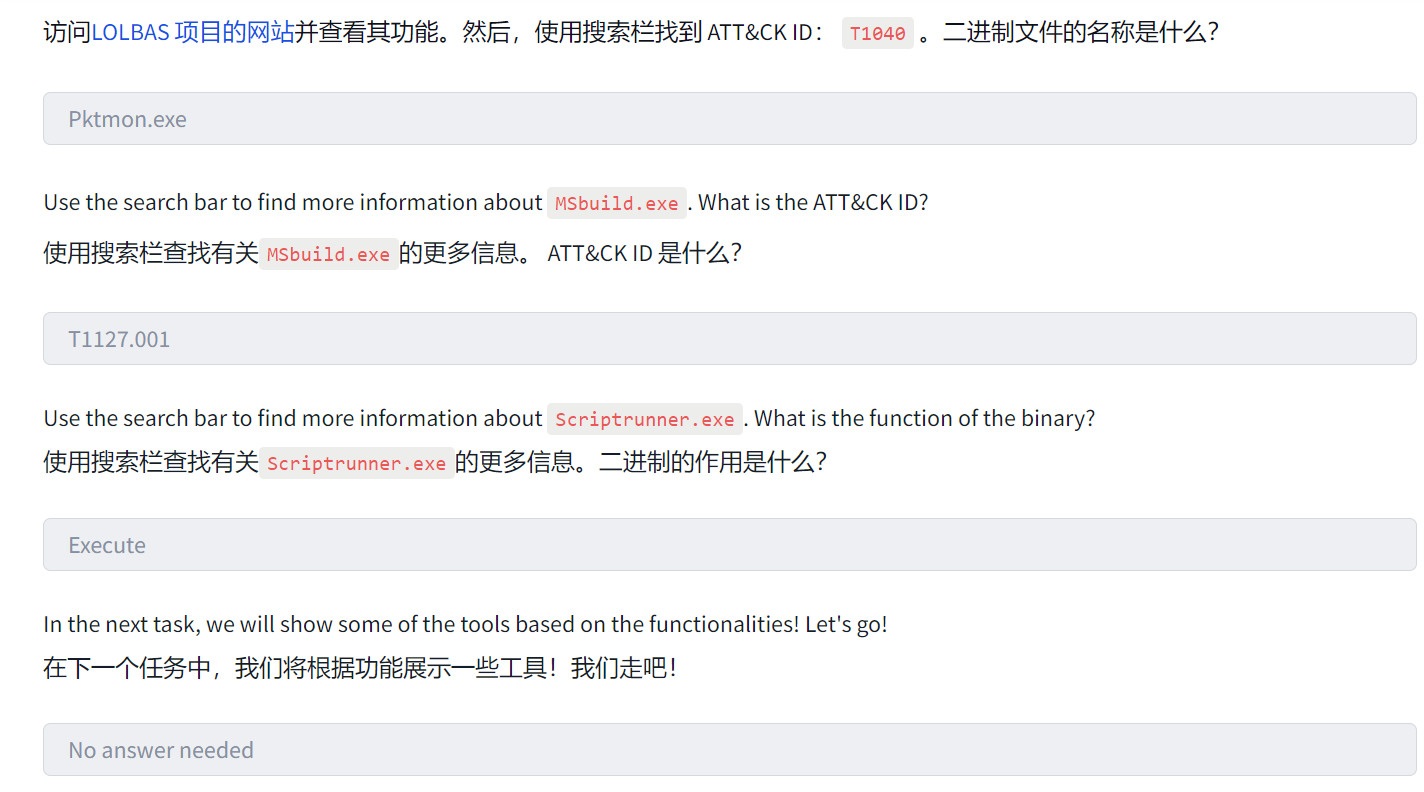 访问LOLBAS 项目的网站并查看其功能。然后，使用搜索栏找到 ATT&CK ID： T1040 。二进制文件的名称是什么？
Pktmon.exe
Use the search bar to find more information about MSbuild.exe. What is the ATT&CK ID?
使用搜索栏查找有关MSbuild.exe的更多信息。 ATT&CK ID 是什么？
T1127.001
Use the search bar to find more information about Scriptrunner.exe. What is the function of the binary?
使用搜索栏查找有关Scriptrunner.exe的更多信息。二进制的作用是什么？
Execute
In the next task, we will show some of the tools based on the functionalities! Let's go!
在下一个任务中，我们将根据功能展示一些工具！我们走吧！
No answer needed